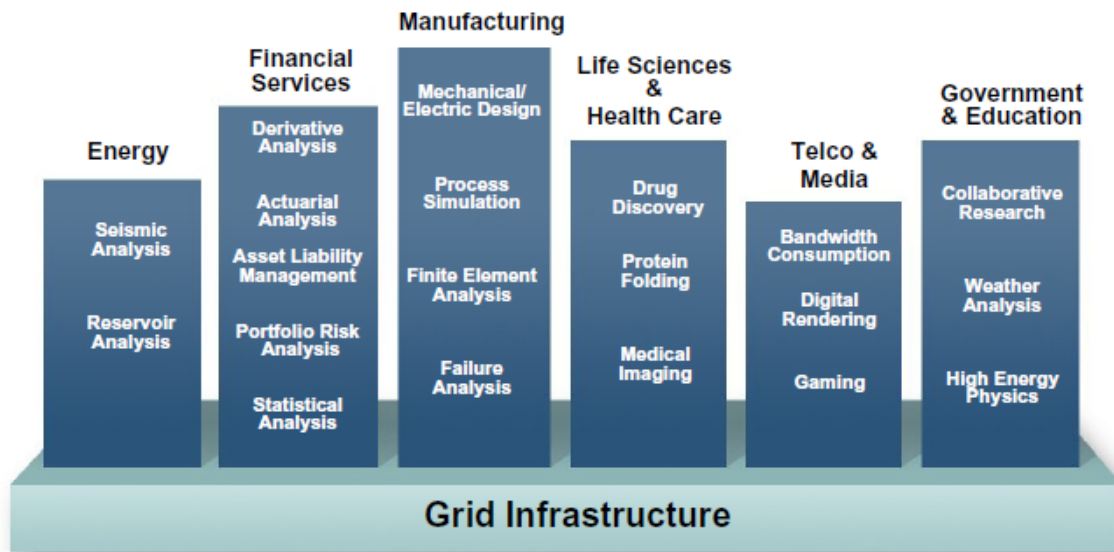 Energy
Seismic
Analysis
Reservoir
Analysis
Financial
Services
Derivative
Analysis
Actuarial
Analysis
Asset Liability
Management
Portfolio Risk
Analysis
Statistical
Analysis
Manufacturing
Mechanical/
Electric Design
Process
Simulation
Finite Element
Analysis
Failure
Analysis
Life Sciences
&
Health Care
Drug
Discovery
Protein
Folding
Medical
Imaging
Telco &
Media
Bandwidth
Consumption
Digital
Rendering
Gaming
Government
& Education
Collaborative
Research
Weather
Analysis
High Energy
Physics
Grid Infrastructure